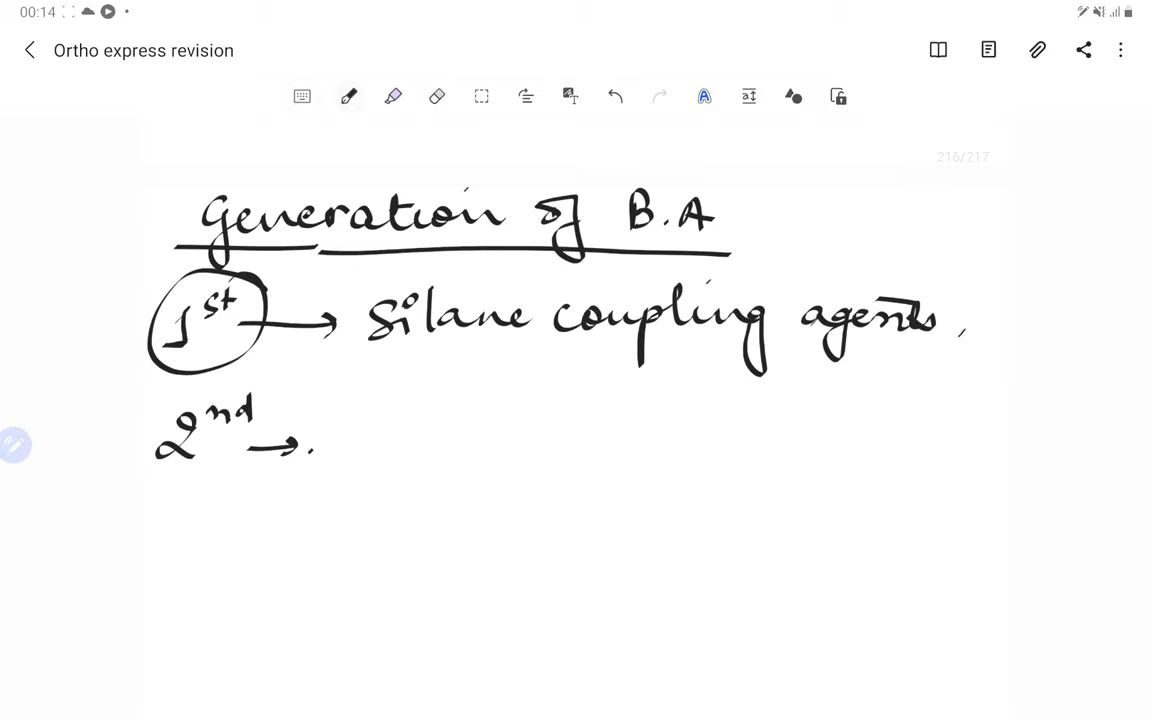 00:14
Ortho express revision
216/217
Generation of B.A
1st → Silane coupling agents,
2nd → .